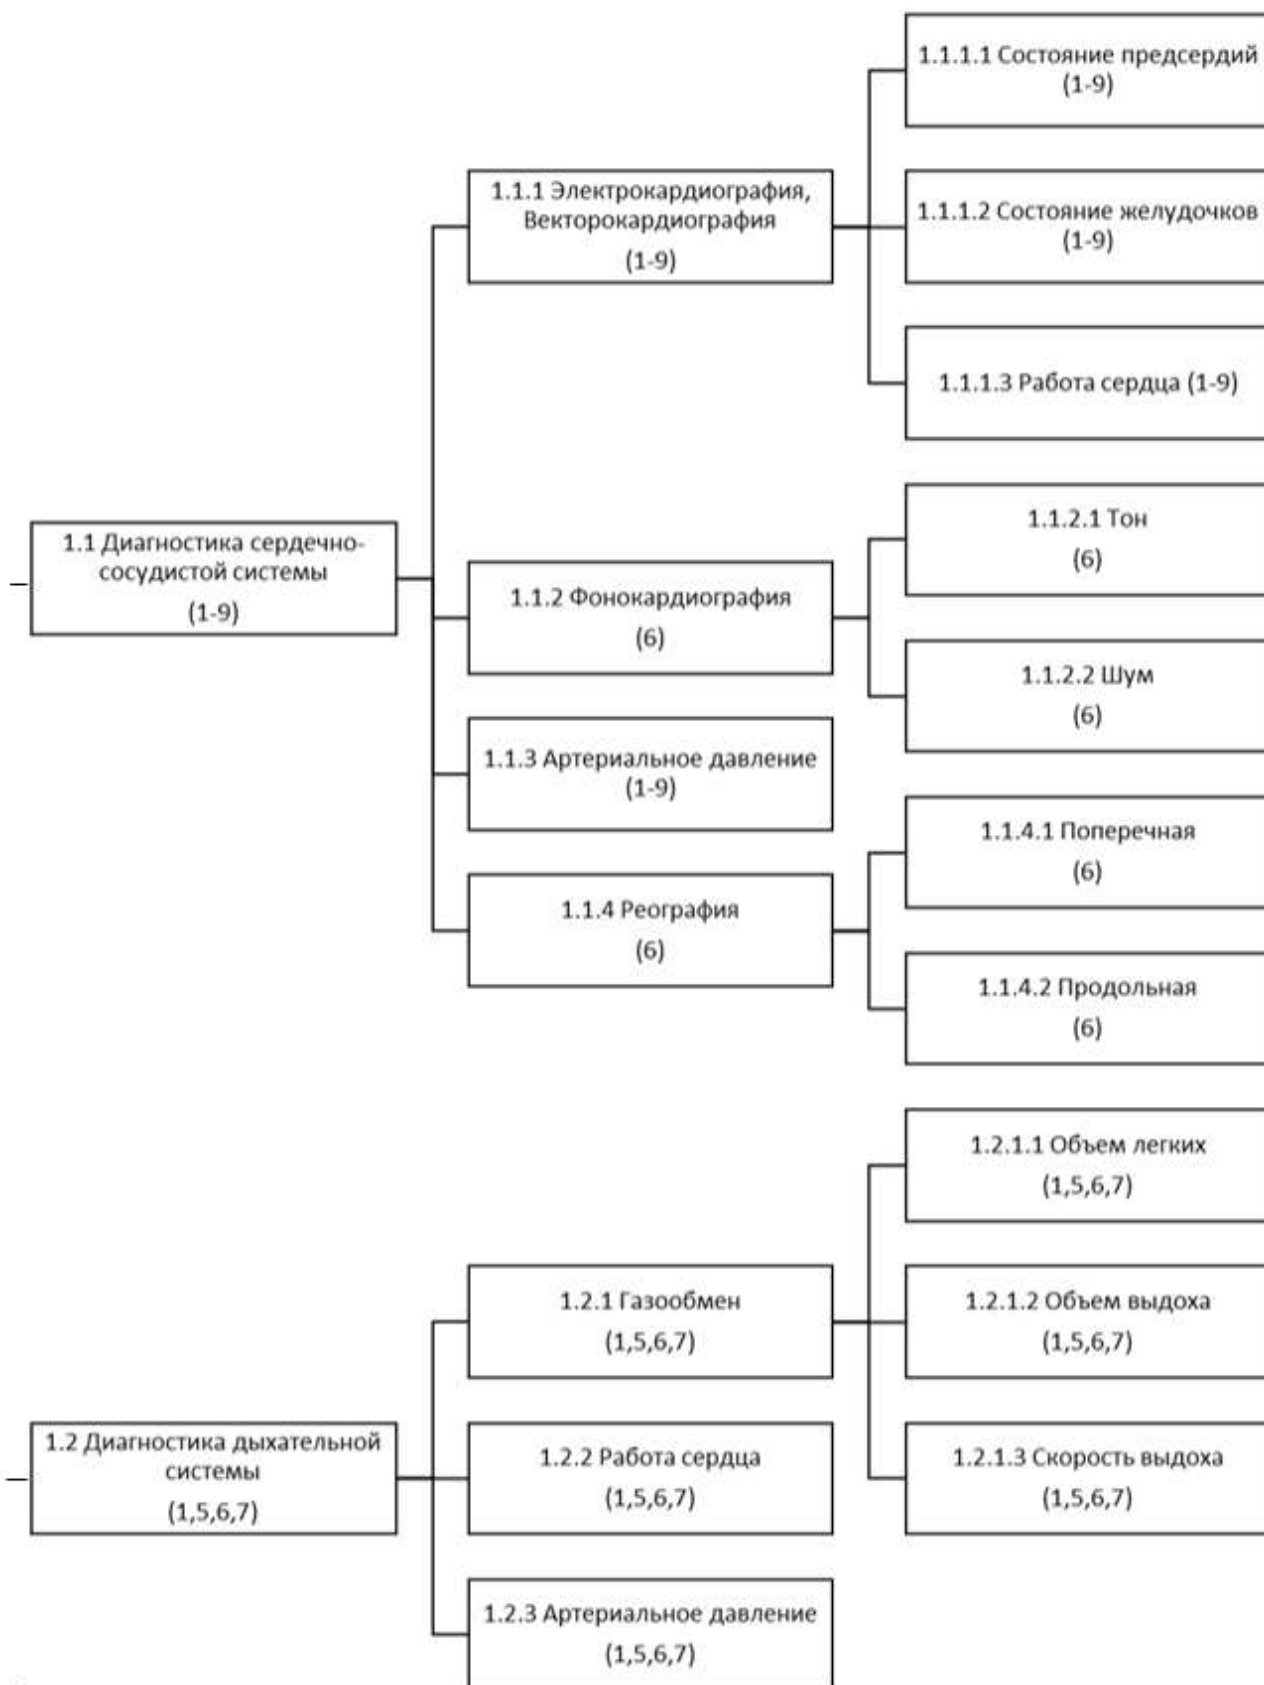 1.1 Диагностика сердечно-
сосудистой системы
(1-9)
1.1.1 Электрокардиография,
Векторокардиография
(1-9)
1.1.1.1 Состояние предсердий
(1-9)
1.1.1.2 Состояние желудочков
(1-9)
1.1.1.3 Работа сердца (1-9)
1.1.2 Фонокардиография
(6)
1.1.2.1 Тон
(6)
1.1.2.2 Шум
(6)
1.1.3 Артериальное давление
(1-9)
1.1.4 Реография
(6)
1.1.4.1 Поперечная
(6)
1.1.4.2 Продольная
(6)
1.2 Диагностика дыхательной
системы
(1,5,6,7)
1.2.1 Газообмен
(1,5,6,7)
1.2.1.1 Объем легких
(1,5,6,7)
1.2.1.2 Объем выдоха
(1,5,6,7)
1.2.1.3 Скорость выдоха
(1,5,6,7)
1.2.2 Работа сердца
(1,5,6,7)
1.2.3 Артериальное давление
(1,5,6,7)